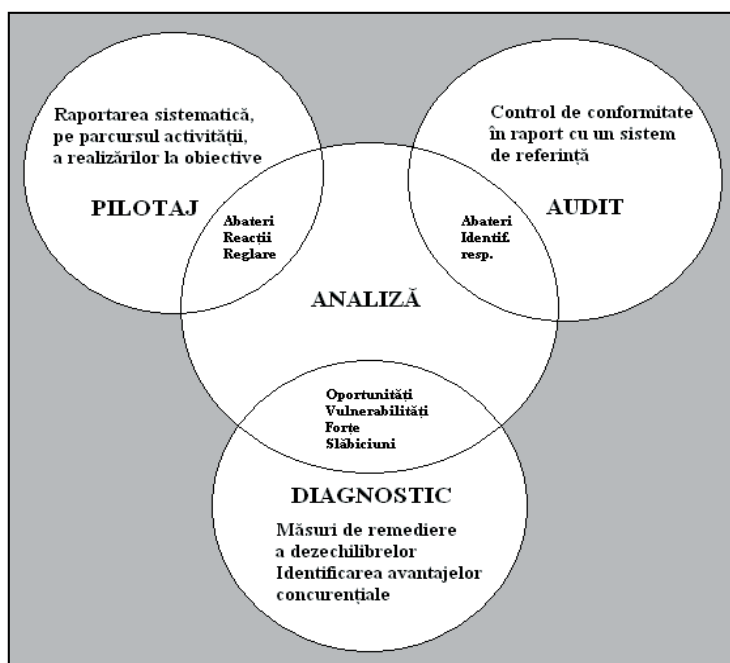 Raportarea sistematică,
pe parcursul activității,
a realizărilor la obiective
PILOTAJ
Control de conformitate
în raport cu un sistem
de referință
AUDIT
Abateri
Reacții
Reglare
Abateri
Identif.
resp.
ANALIZĂ
Oportunități
Vulnerabilități
Forțe
Slăbiciuni
DIAGNOSTIC
Măsuri de remediere
a dezechilibrelor
Identificarea avantajelor
concurențiale